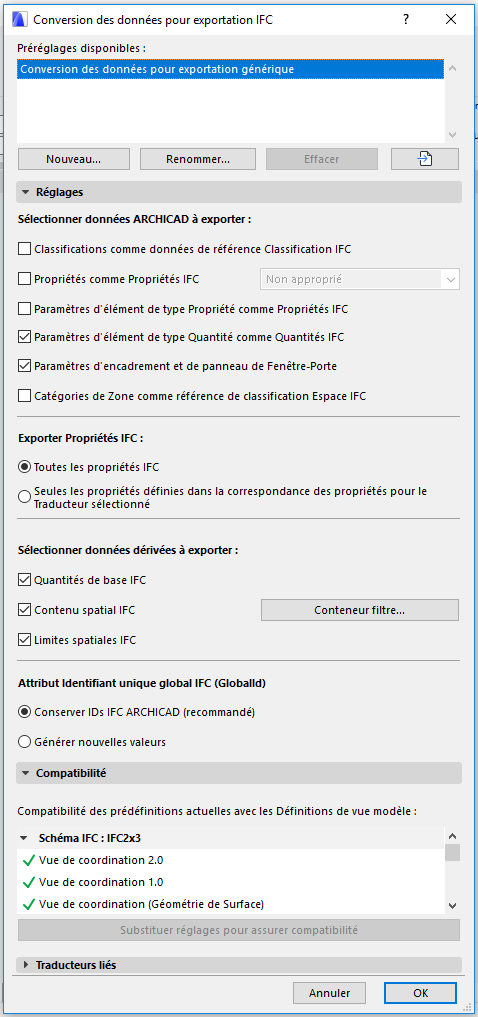 Conversion des données pour exportation IFC
Préréglages disponibles :
Conversion des données pour exportation générique
Nouveau...
Renommer...
Effacer
Réglages
Sélectionner données ARCHICAD à exporter :
Classifications comme données de référence Classification IFC
Propriétés comme Propriétés IFC
Non approprié
Paramètres d'élément de type Propriété comme Propriétés IFC
Paramètres d'élément de type Quantité comme Quantités IFC
Paramètres d'encadrement et de panneau de Fenêtre-Porte
Catégories de Zone comme référence de classification Espace IFC
Exporter Propriétés IFC :
Toutes les propriétés IFC
Seules les propriétés définies dans la correspondance des propriétés pour le
Traducteur sélectionné
Sélectionner données dérivées à exporter :
Quantités de base IFC
Contenu spatial IFC
Conteneur filtre...
Limites spatiales IFC
Attribut Identifiant unique global IFC (GlobalId)
Conserver IDs IFC ARCHICAD (recommandé)
Générer nouvelles valeurs
Compatibilité
Compatibilité des prédéfinitions actuelles avec les Définitions de vue modèle :
Schéma IFC : IFC2x3
Vue de coordination 2.0
Vue de coordination 1.0
Vue de coordination (Géométrie de Surface)
Substituer réglages pour assurer compatibilité
Traducteurs liés
Annuler
OK